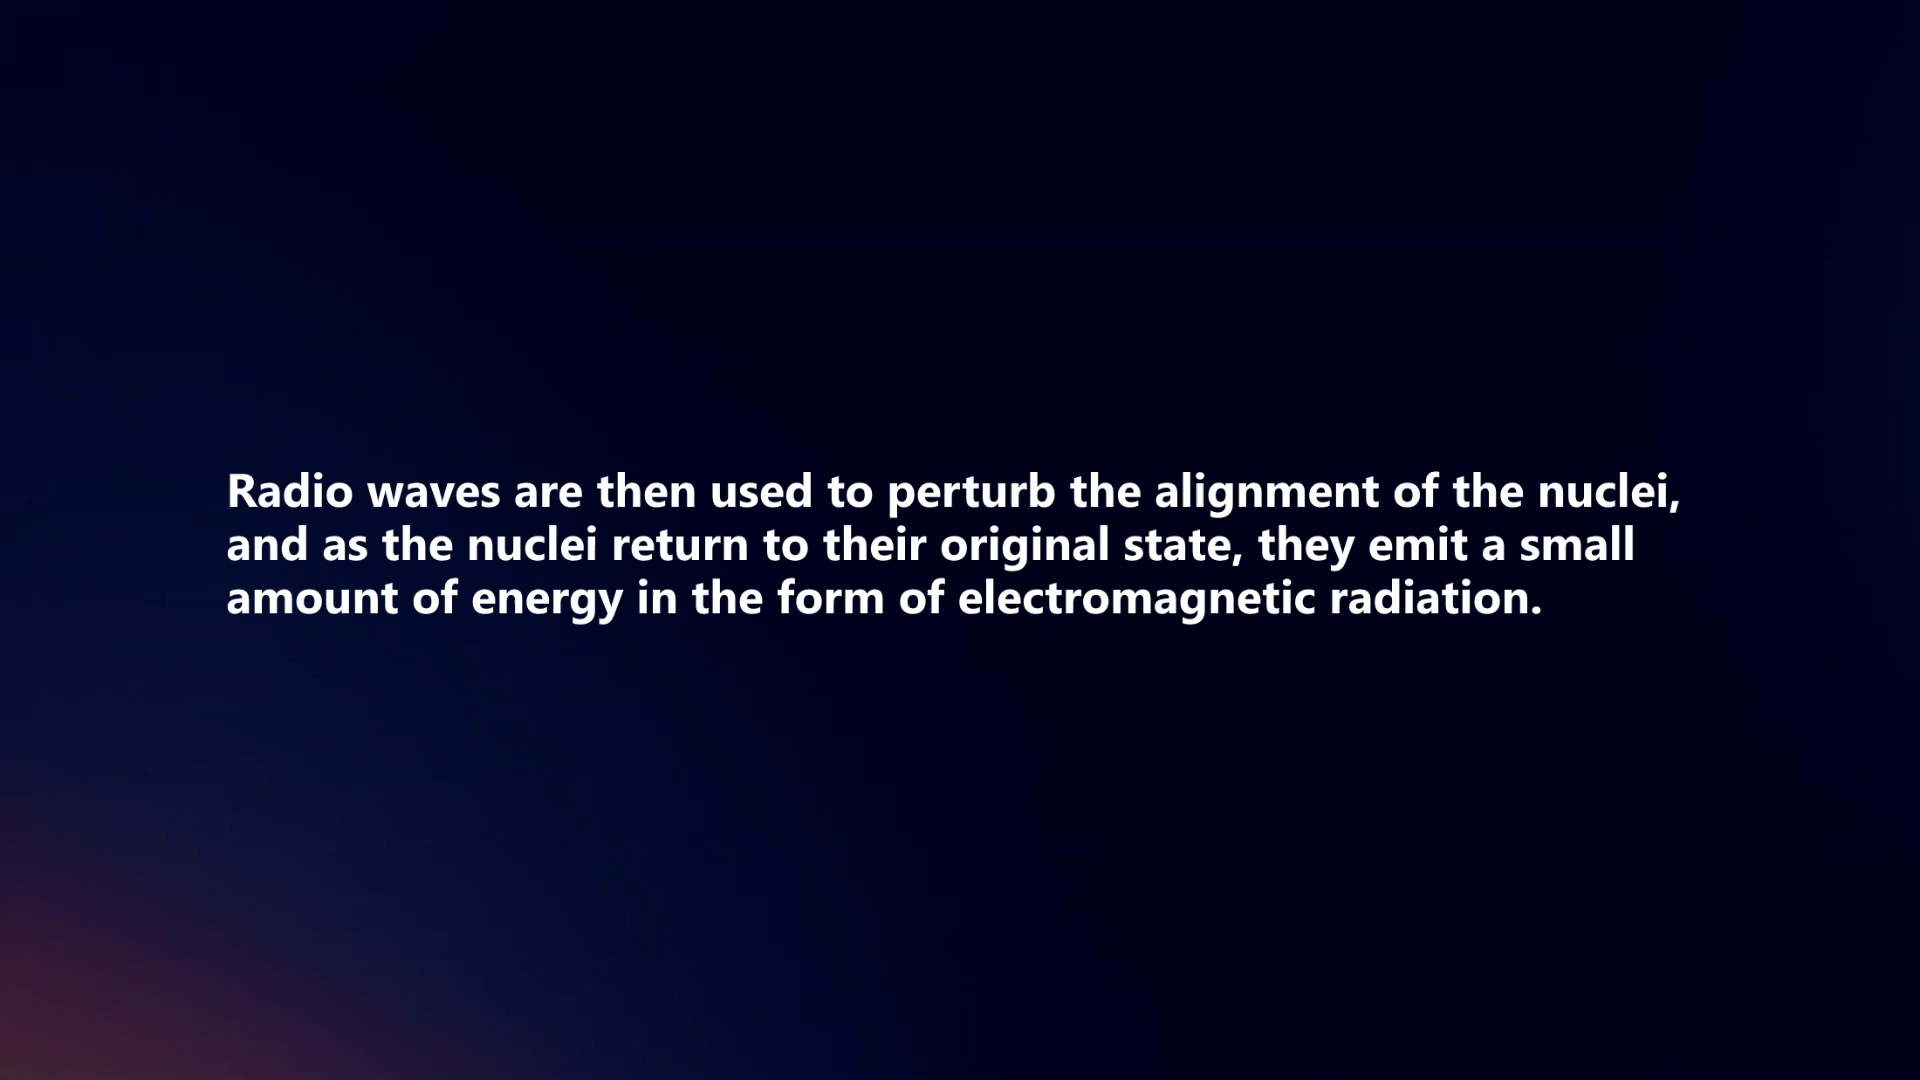 Radio waves are then used to perturb the alignment of the nuclei,
and as the nuclei return to their original state, they emit a small
amount of energy in the form of electromagnetic radiation.